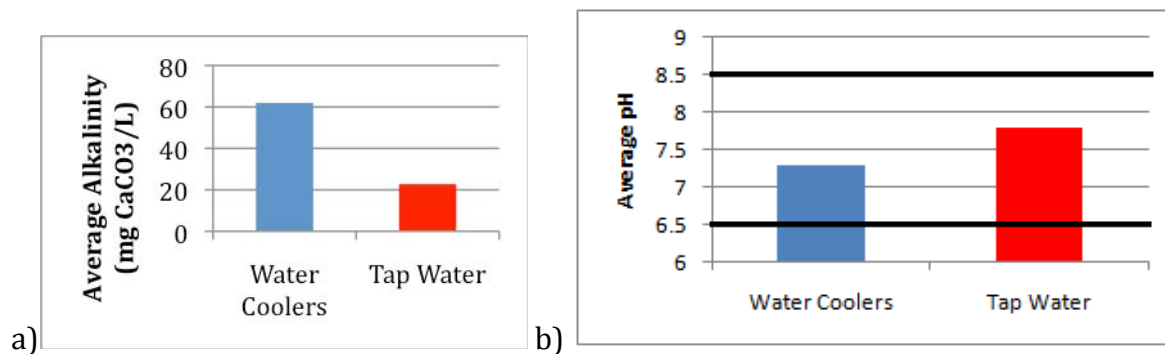 a)
Average Alkalinity
(mg CaCO3/L)
80
60
40
20
0
Water
Coolers
Tap Water
b)
Average pH
9
8.5
8
7.5
7
6.5
6
Water Coolers
Tap Water